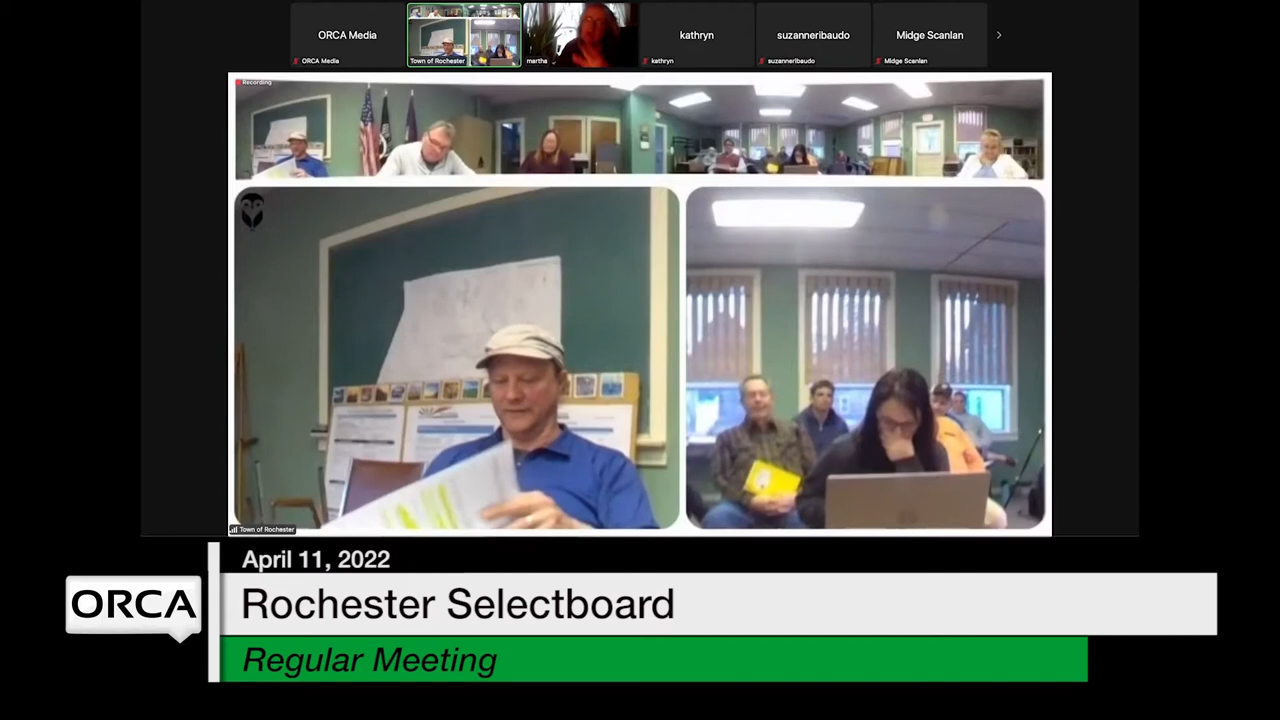 ORCA Media
kathryn
suzanneribaudo
Midge Scanlan
ORCA Media
Town of Rochester
martha
kathryn
suzanneribaudo
Midge Scanlan
Recording
Town of Rochester
April 11, 2022
ORCA
Rochester Selectboard
Regular Meeting